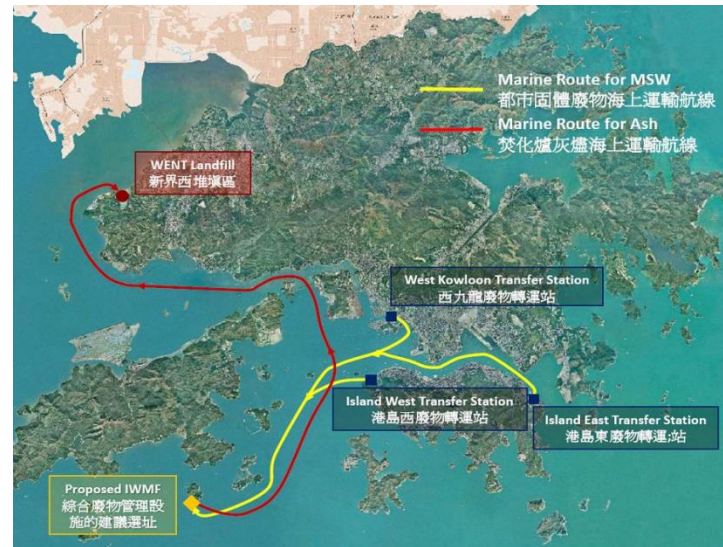 Marine Route for MSW
都市固體廢物海上運輸航線
Marine Route for Ash
焚化爐灰燼海上運輸航線
WENT Landfill
新界西堆填區
West Kowloon Transfer Station
西九龍廢物轉運站
Island West Transfer Station
港島西廢物轉運站
Island East Transfer Station
港島東廢物轉運;站
Proposed IWMF
綜合廢物管理設
施的建議選址